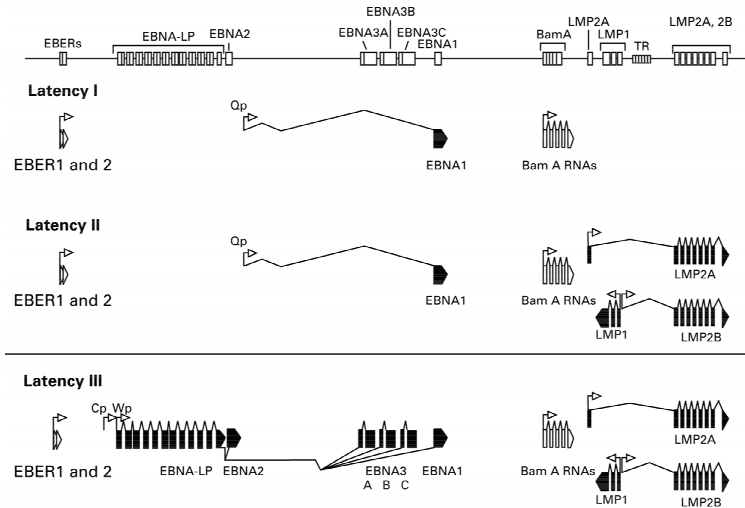 EBNA3B
LMP2A
EBERs
EBNA-LP
EBNA2
EBNA3A
EBNA3C
EBNA1
BamA
LMP1
TR
LMP2A, 2B
Latency I
Qp
EBER1 and 2
EBNA1
Bam A RNAs
Latency II
Qp
EBER1 and 2
EBNA1
Bam A RNAs
LMP2A
LMP1
LMP2B
Latency III
Cp
Wp
EBER1 and 2
EBNA-LP
EBNA2
EBNA3
A B C
EBNA1
Bam A RNAs
LMP2A
LMP1
LMP2B